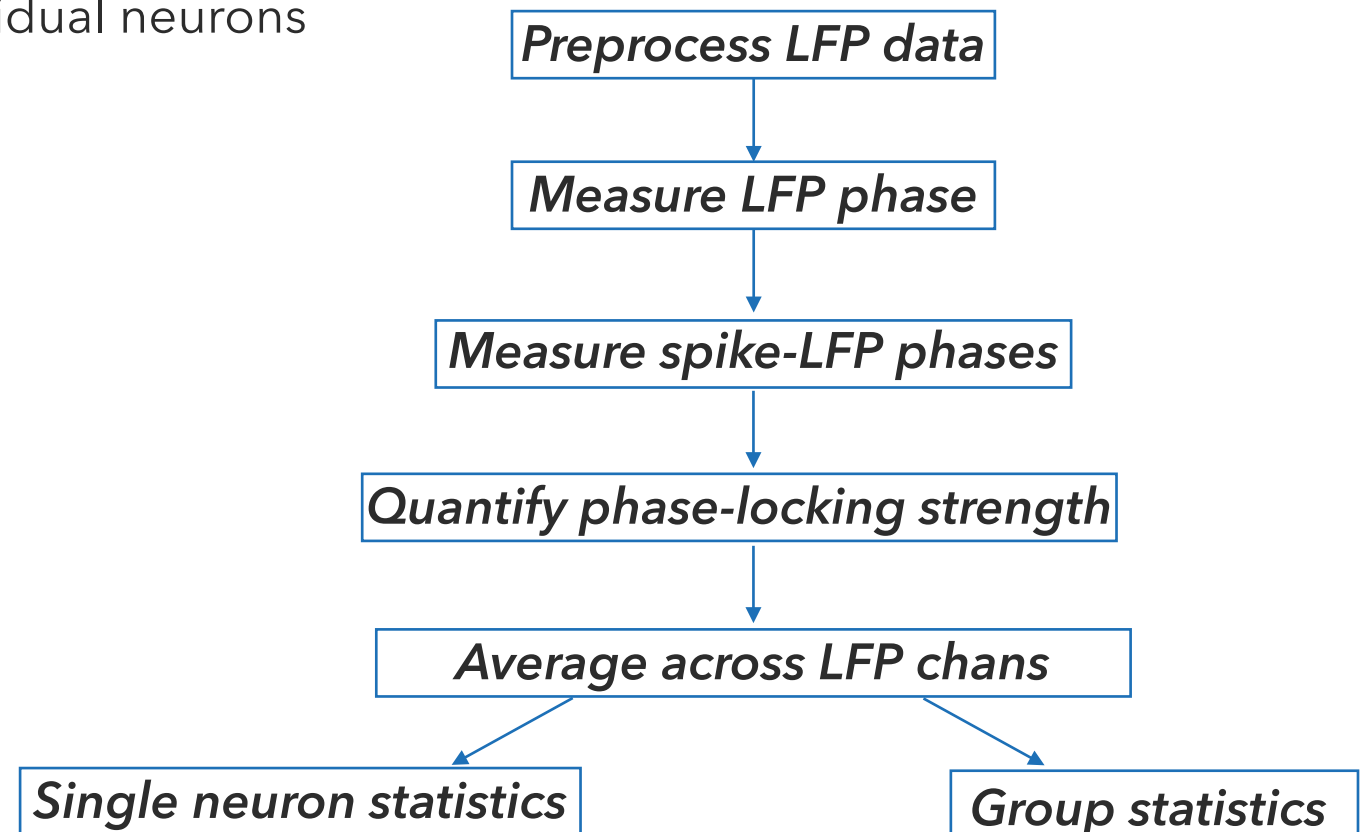 neurons
Preprocess LFP data
Measure LFP phase
Measure spike-LFP phases
Quantify phase-locking strength
Average across LFP chans
Single neuron statistics
Group statistics